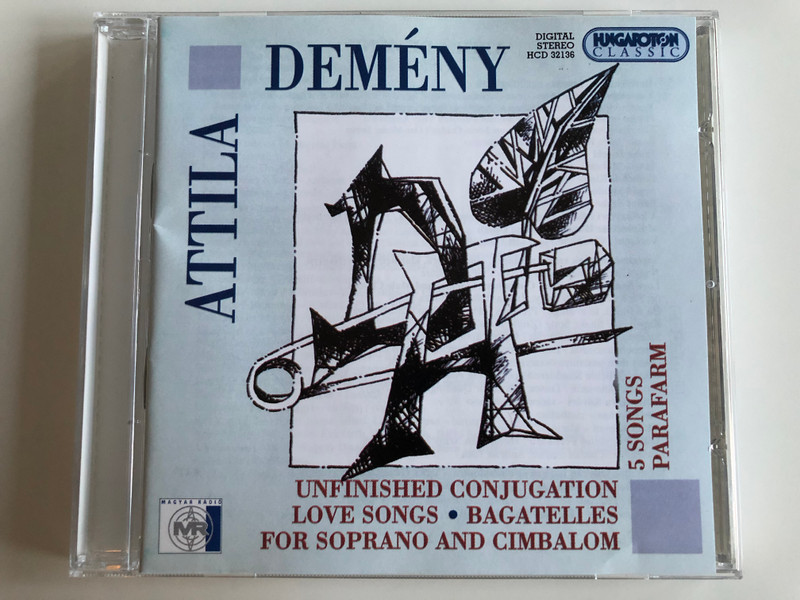 ATTILA
DEMÉNY
DIGITAL
STEREO
HCD 32136
HUNGAROTON
CLASSIC
5 SONGS
PARAFARM
UNFINISHED CONJUGATION
LOVE SONGS • BAGATELLES
FOR SOPRANO AND CIMBALOM
MAGYAR RÁDIÓ
MR